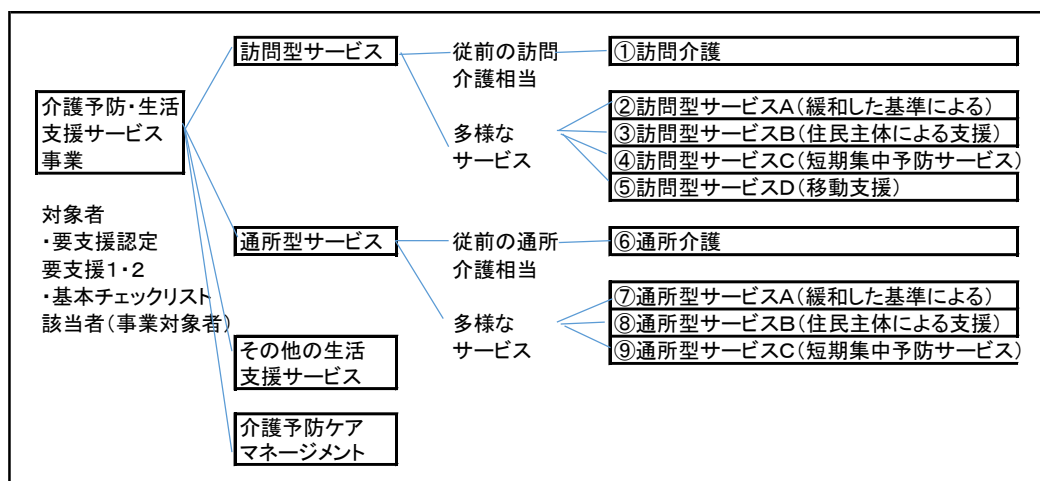 介護予防・生活
支援サービス
事業
対象者
・要支援認定
要支援１・２
・基本チェックリスト
該当者（事業対象者）
訪問型サービス
従前の訪問
介護相当
①訪問介護
多様な
サービス
②訪問型サービスＡ（緩和した基準による）
③訪問型サービスＢ（住民主体による支援）
④訪問型サービスＣ（短期集中予防サービス）
⑤訪問型サービスＤ（移動支援）
通所型サービス
従前の通所
介護相当
⑥通所介護
多様な
サービス
⑦通所型サービスＡ（緩和した基準による）
⑧通所型サービスＢ（住民主体による支援）
⑨通所型サービスＣ（短期集中予防サービス）
その他の生活
支援サービス
介護予防ケア
マネージメント